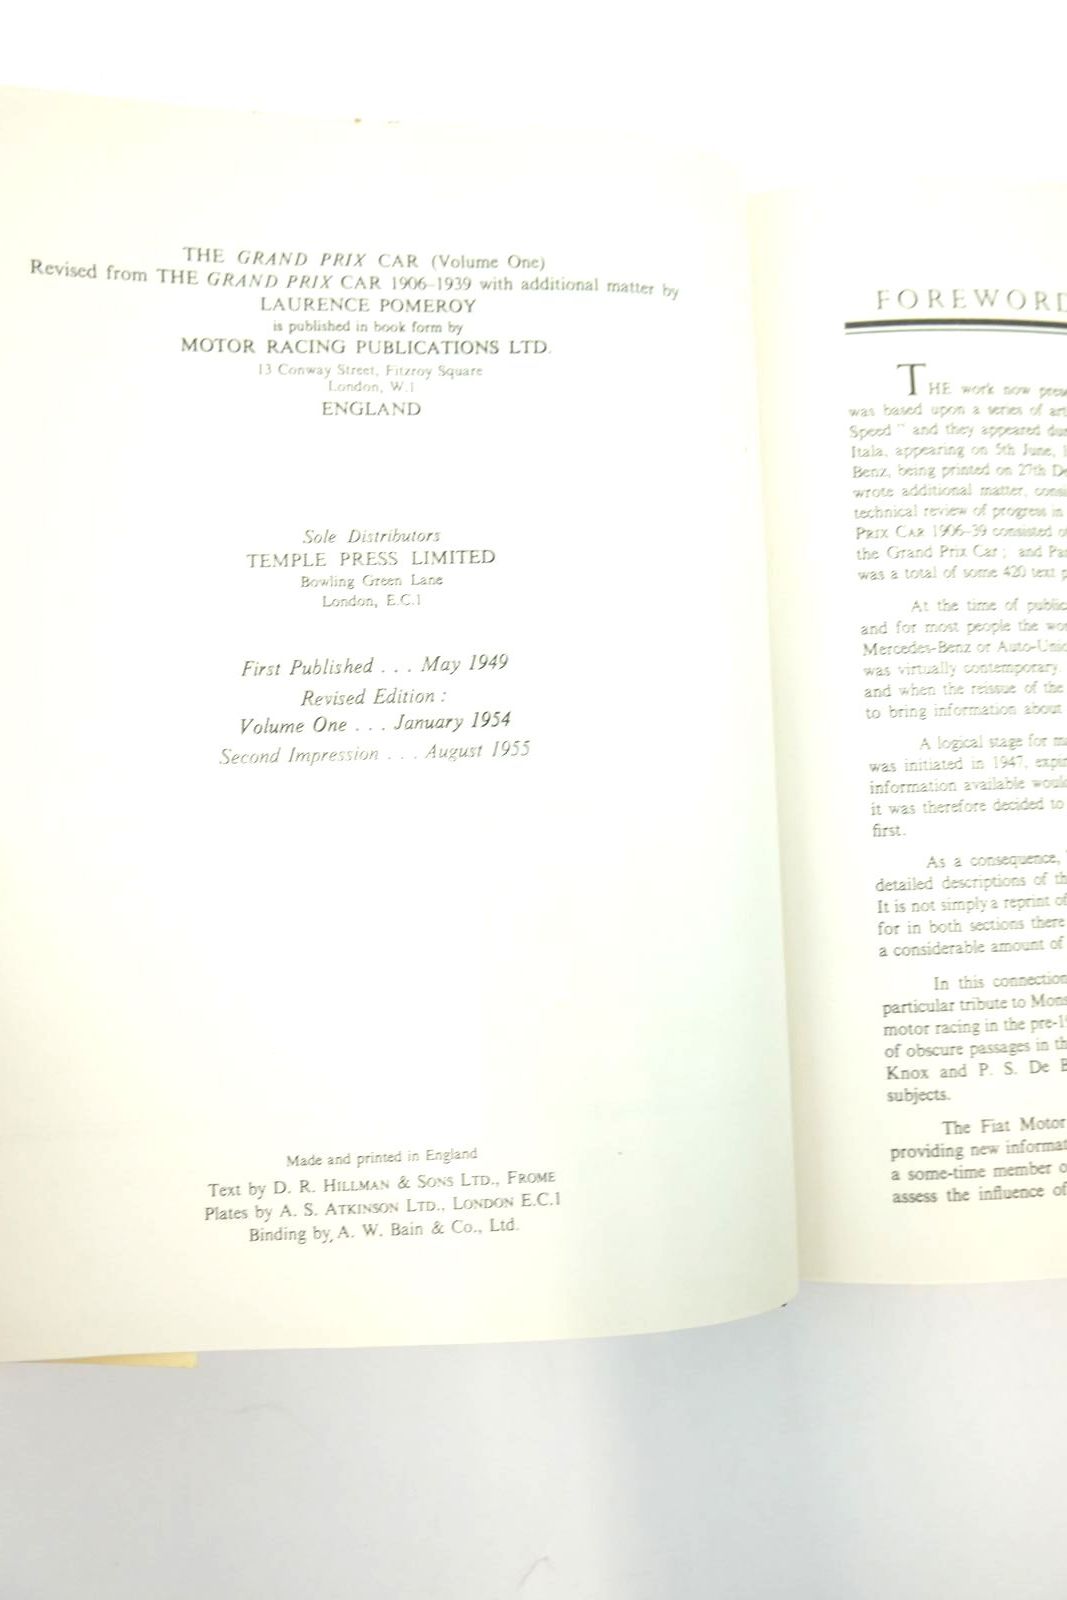 THE GRAND PRIX CAR (Volume One)
Revised from THE GRAND PRIX CAR 1906-1939 with additional matter by
LAURENCE POMEROY
is published in book form by
MOTOR RACING PUBLICATIONS LTD.
13 Conway Street, Fitzroy Square
London, W.1
ENGLAND
Sole Distributors
TEMPLE PRESS LIMITED
Bowling Green Lane
London, E.C.1
First Published . . . May 1949
Revised Edition :
Volume One . . . January 1954
Second Impression . . . August 1955
Made and printed in England
Text by D. R. HILLMAN & SONS LTD., FROME
Plates by A. S. ATKINSON LTD., LONDON E.C.1
Binding by A. W. Bain & Co., Ltd.
FOREWORD
THE work now
was based upon a series of
Speed " and they appeared
Itala, appearing on 5th June,
Benz, being printed on 27th
wrote additional matter,
technical review of progress in
PRIX CAR 1906-39 consisted
the Grand Prix Car ; and
was a total of some 420 text
At the time of
and for most people the
Mercedes-Benz or
was virtually contemporary.
and when the reissue of the
to bring information about
A logical stage for
was initiated in 1947,
information available
it was therefore decided to
first.
As a consequence,
detailed descriptions of
It is not simply a reprint
for in both sections there
a considerable amount of
In this connection
particular tribute to
motor racing in the
of obscure passages in
Knox and P. S. De
subjects.
The Fiat Motor
providing new
a some-time member
assess the influence of